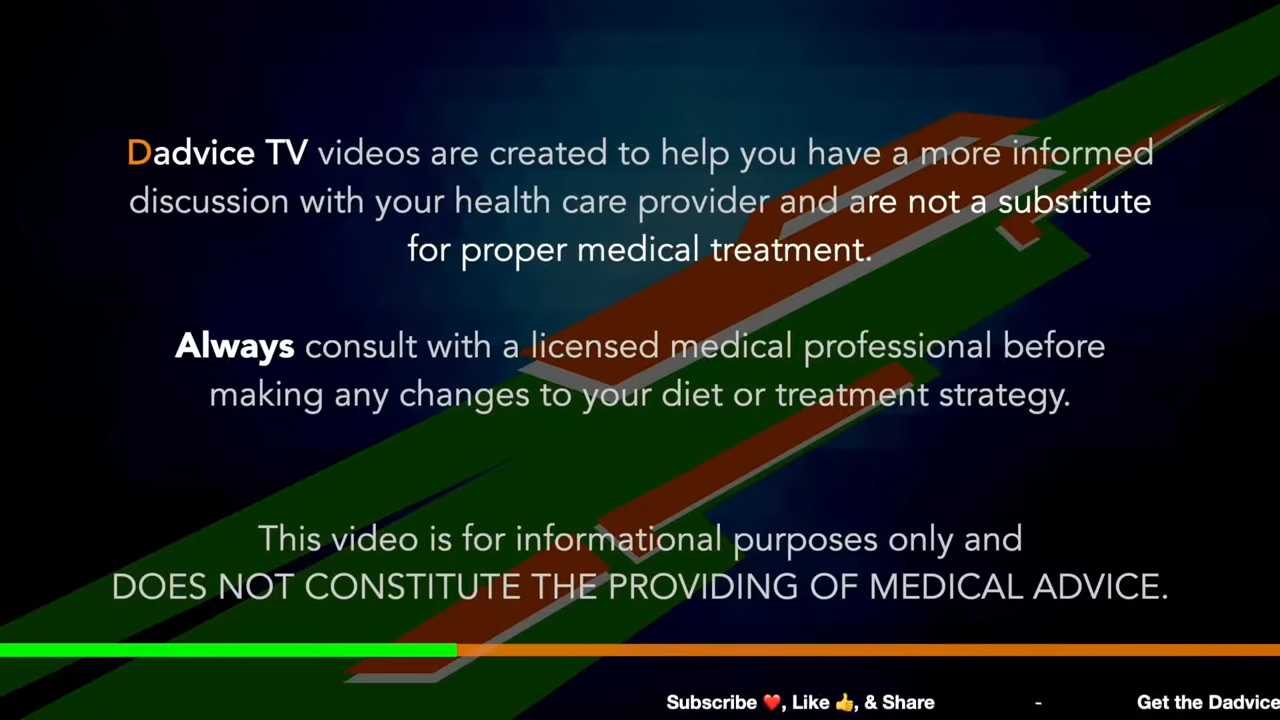 Dadvice TV videos are created to help you have a more informed
discussion with your health care provider and are not a substitute
for proper medical treatment.
Always consult with a licensed medical professional before
making any changes to your diet or treatment strategy.
This video is for informational purposes only and
DOES NOT CONSTITUTE THE PROVIDING OF MEDICAL ADVICE.
Subscribe ❤️, Like 👍, & Share - Get the Dadvice